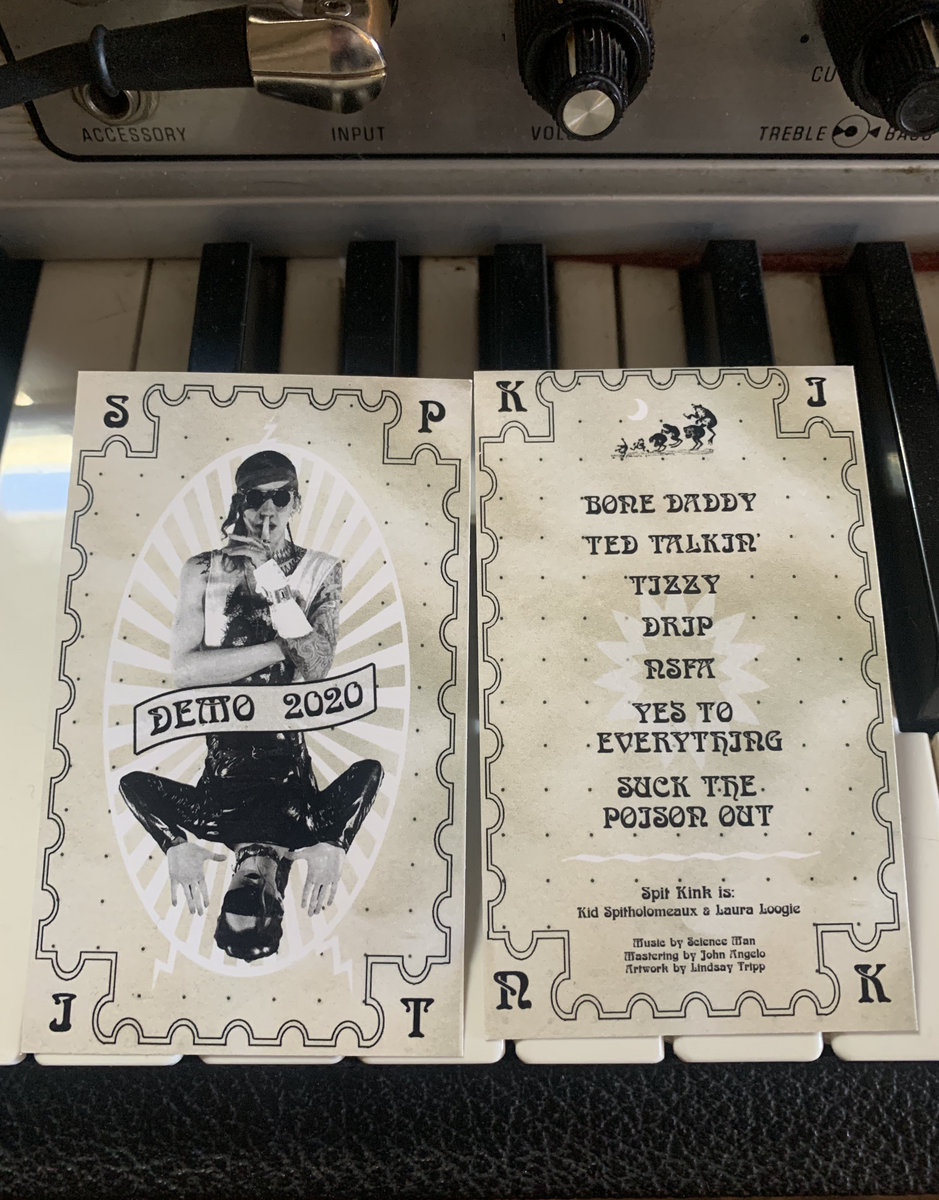 ACCESSORY INPUT TREBLE
S P
DEMO 2020
I T
K I
BONE DADDY
TED TALKIN'
TIZZY
DRIP
NSFA
YES TO
EVERYTHING
SUCK THE
POISON OUT
Spit Kink is:
Kid Spitholomeaux & Laura Loogie
Music by Science Man
Mastering by John Angelo
Artwork by Lindsay Tripp
N K